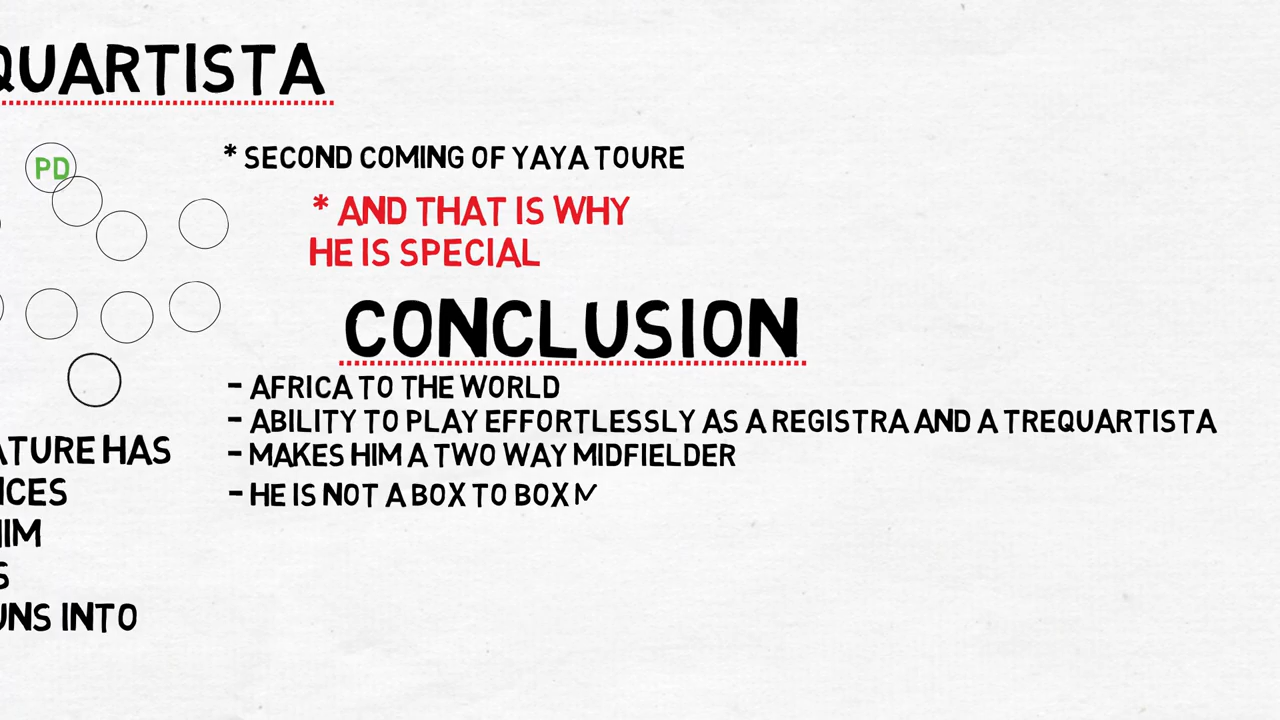 QUARTISTA
PD
* SECOND COMING OF YAYA TOURE
* AND THAT IS WHY
HE IS SPECIAL
CONCLUSION
- AFRICA TO THE WORLD
- ABILITY TO PLAY EFFORTLESSLY AS A REGISTRA AND A TREQUARTISTA
- MAKES HIM A TWO WAY MIDFIELDER
- HE IS NOT A BOX TO BOX
ATURE HAS
NCES
HIM
S
UNS INTO